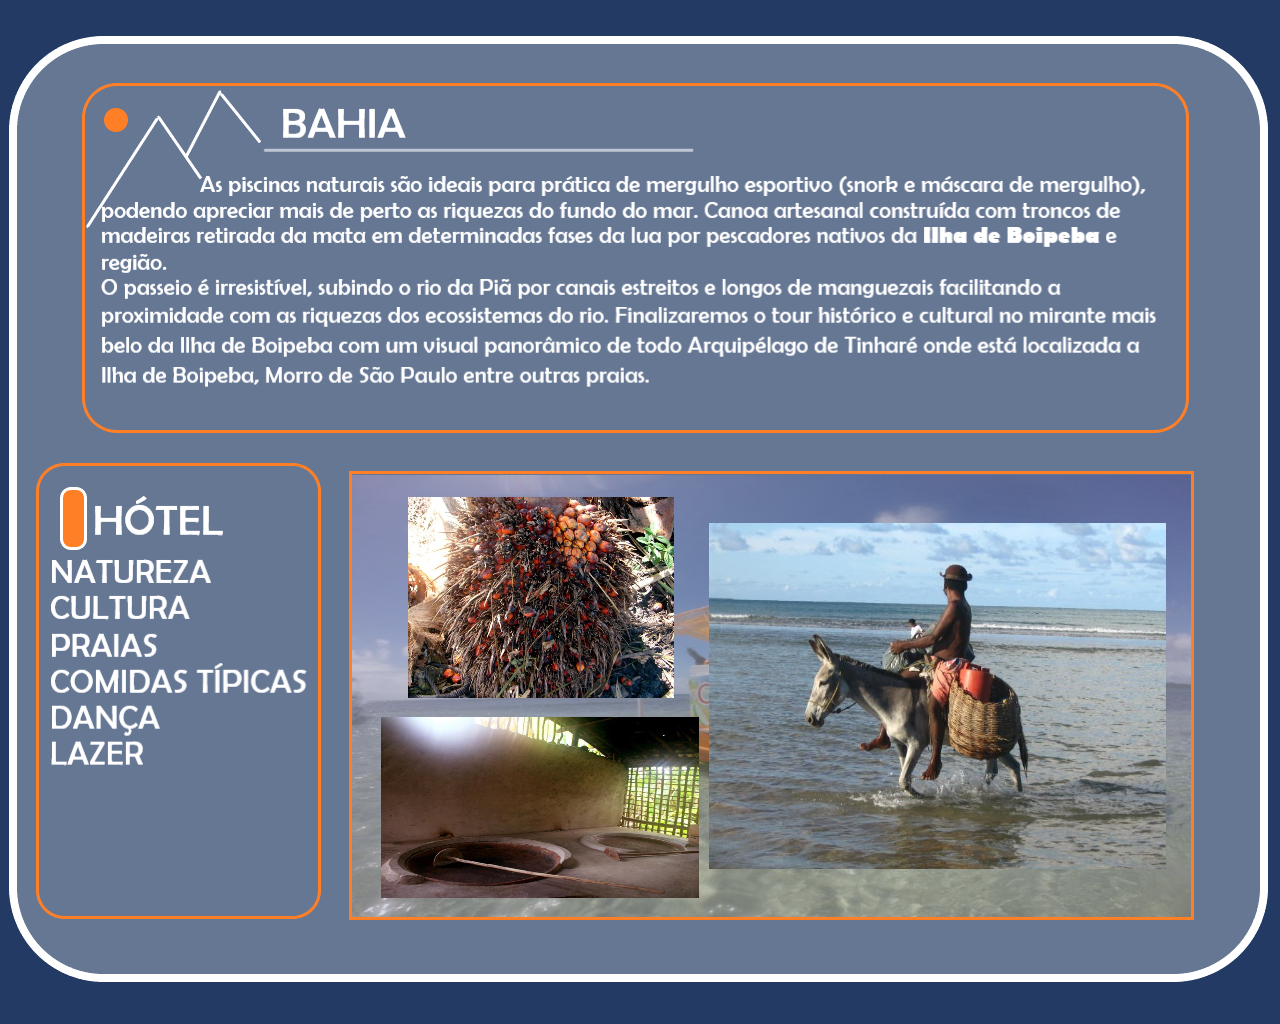 BAHIA
As piscinas naturais são ideais para prática de mergulho esportivo (snork e máscara de mergulho),
podendo apreciar mais de perto as riquezas do fundo do mar. Canoa artesanal construída com troncos de
madeiras retirada da mata em determinadas fases da lua por pescadores nativos da Ilha de Boipeba e
região.
O passeio é irresistível, subindo o rio da Piã por canais estreitos e longos de manguezais facilitando a
proximidade com as riquezas dos ecossistemas do rio. Finalizaremos o tour histórico e cultural no mirante mais
belo da Ilha de Boipeba com um visual panorâmico de todo Arquipélago de Tinharé onde está localizada a
Ilha de Boipeba, Morro de São Paulo entre outras praias.
HÓTEL
NATUREZA
CULTURA
PRAIAS
COMIDAS TÍPICAS
DANÇA
LAZER